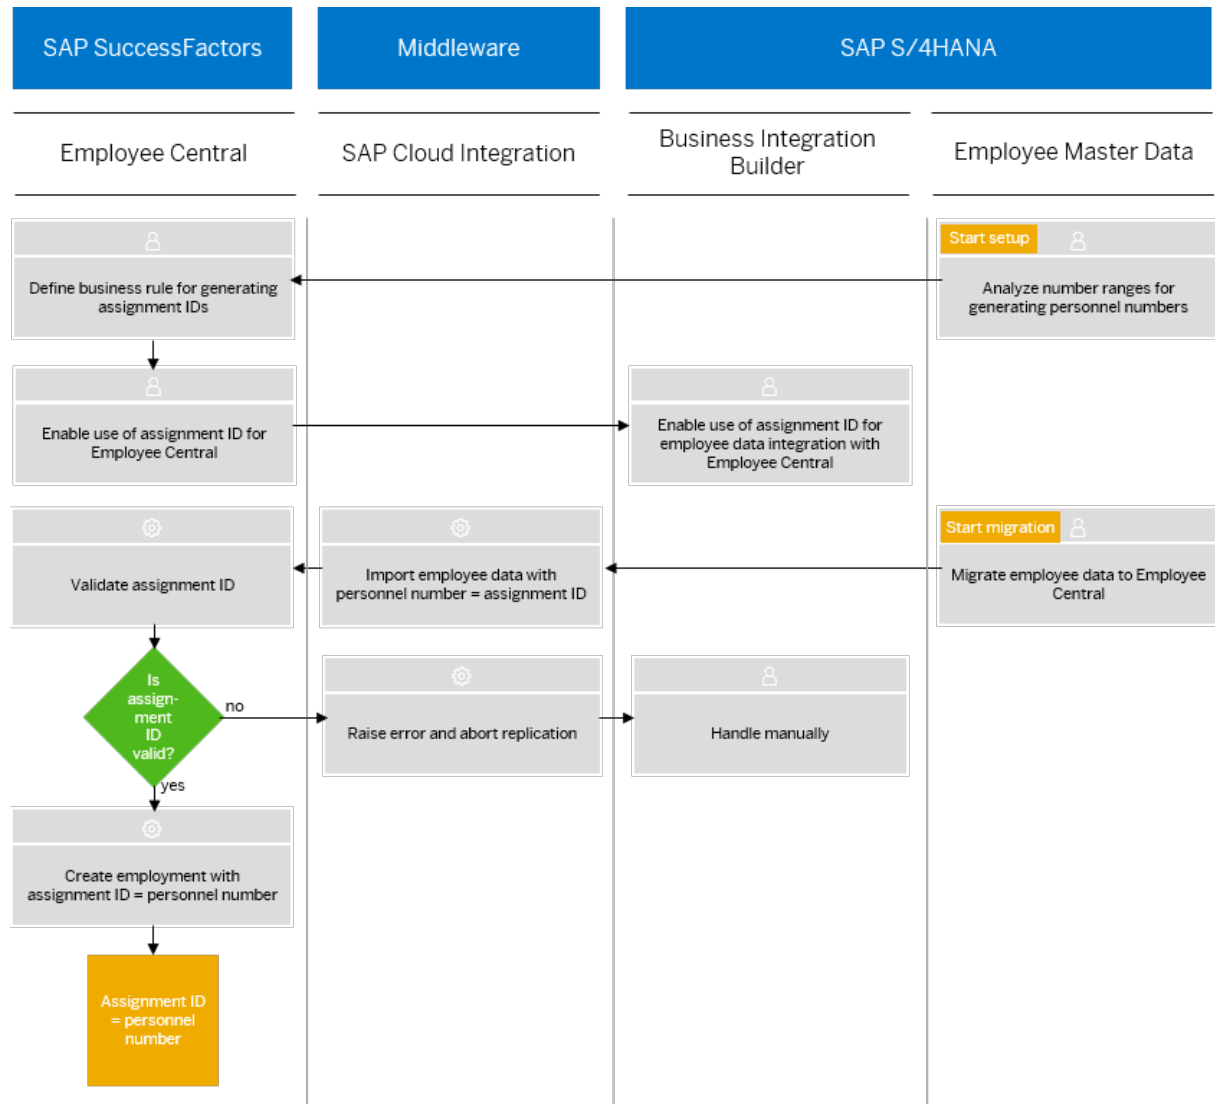 SAP SuccessFactors
Middleware
SAP S/4HANA
Employee Central
SAP Cloud Integration
Business Integration
Builder
Employee Master Data
Define business rule for generating
assignment IDs
Start setup
Analyze number ranges for
generating personnel numbers
Enable use of assignment ID for
Employee Central
Enable use of assignment ID for
employee data integration with
Employee Central
Validate assignment ID
Import employee data with
personnel number = assignment ID
Start migration
Migrate employee data to Employee
Central
Is
assign-
ment
ID
valid?
no
Raise error and abort replication
Handle manually
yes
Create employment with
assignment ID = personnel number
Assignment ID
= personnel
number